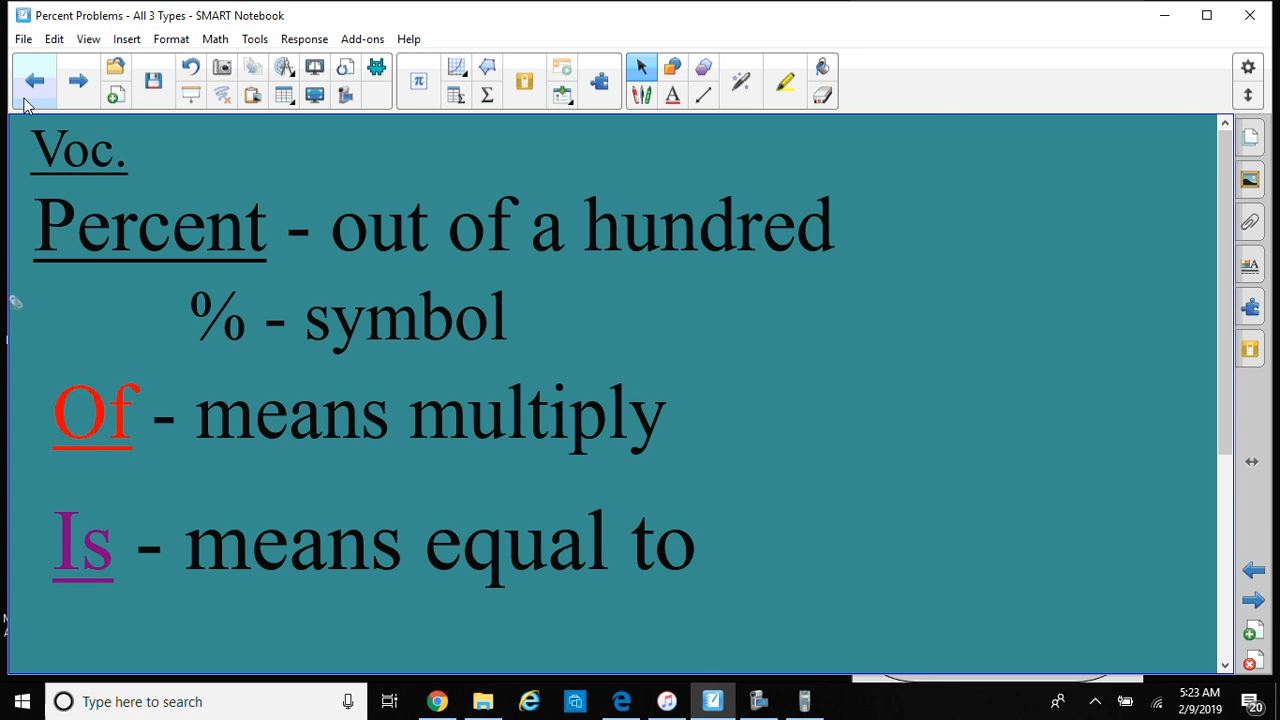 Percent Problems - All 3 Types - SMART Notebook
File Edit View Insert Format Math Tools Response Add-ons Help
Voc.
Percent - out of a hundred
% - symbol
Of - means multiply
Is - means equal to
Type here to search
5:23 AM
2/9/2019
20